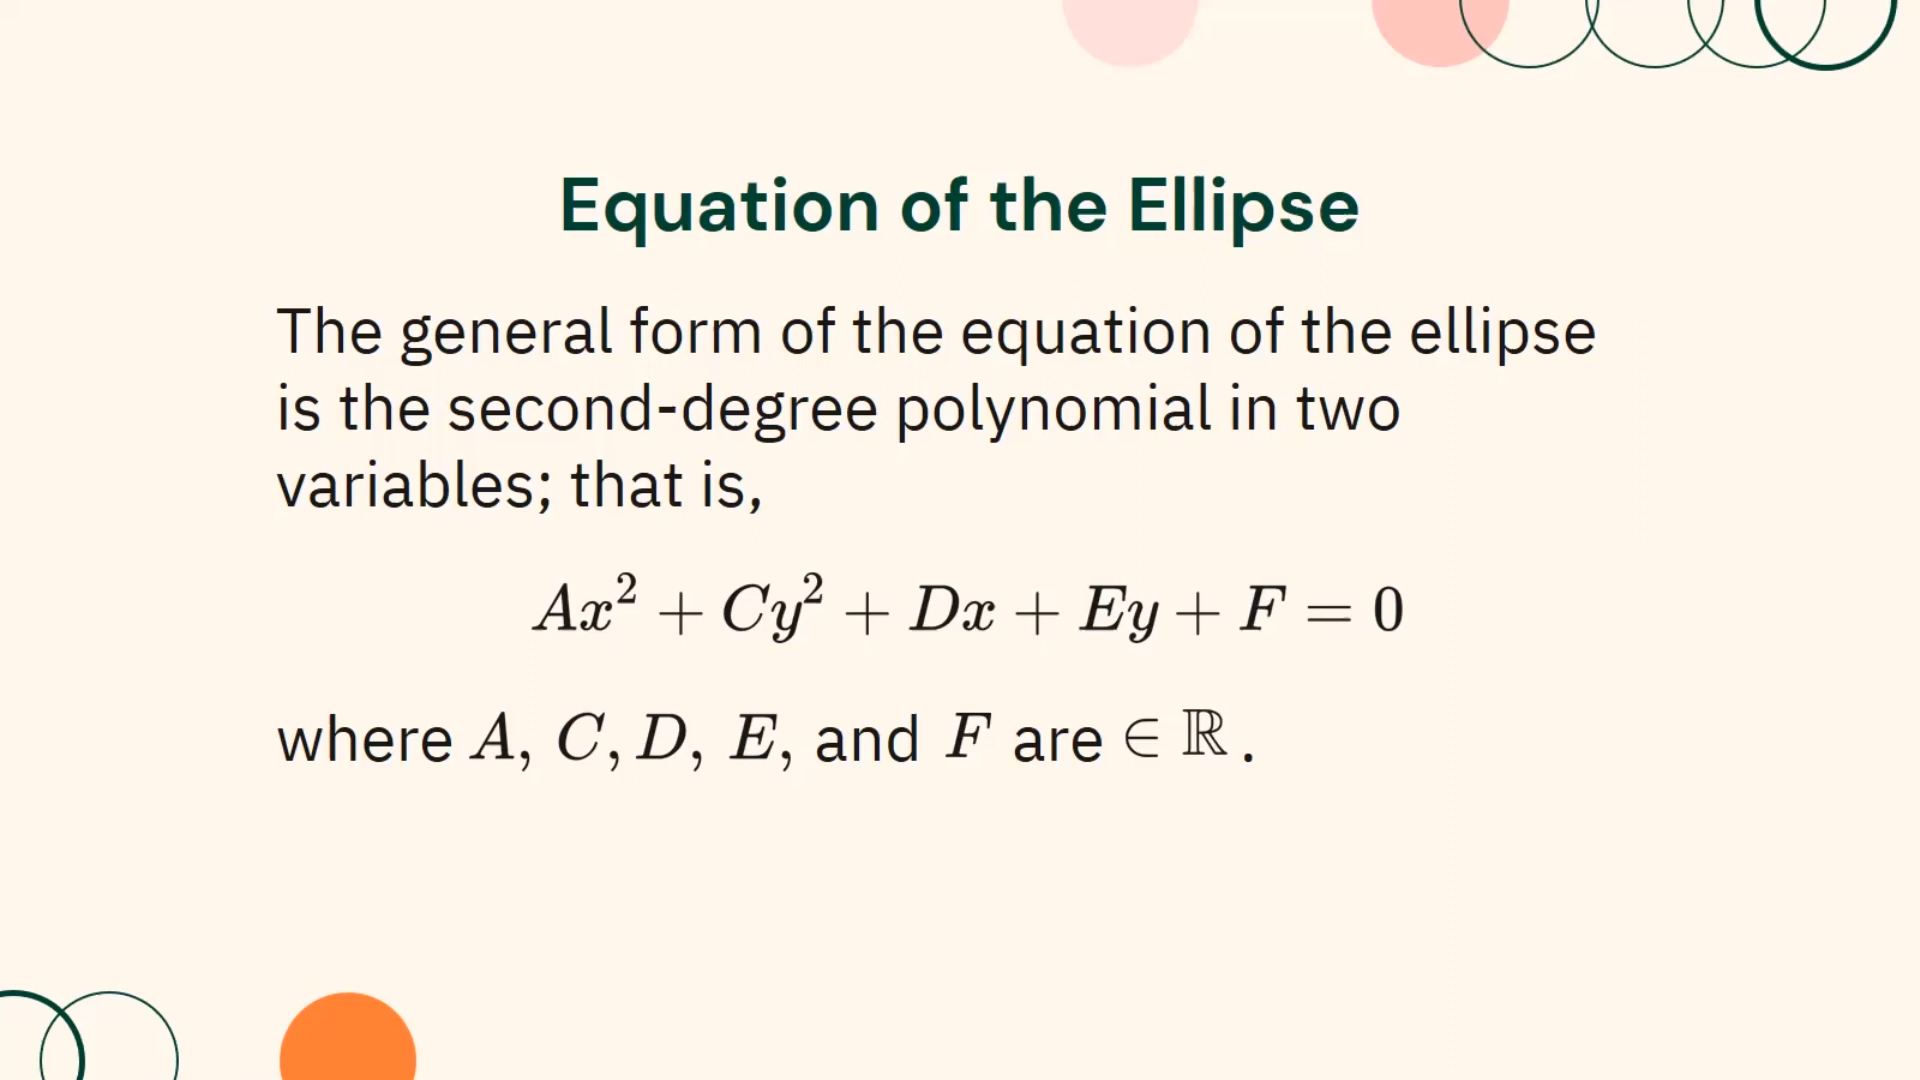 Equation of the Ellipse
The general form of the equation of the ellipse
is the second-degree polynomial in two
variables; that is,
Ax² + Cy² + Dx + Ey + F = 0
where A, C, D, E, and F are ∈ ℝ.